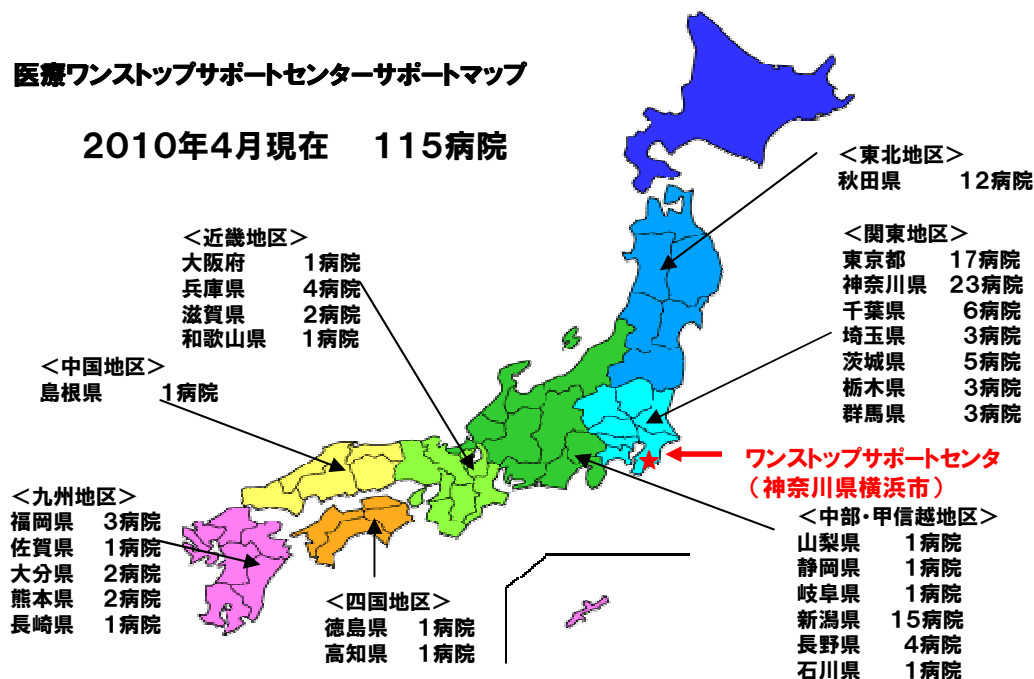 医療ワンストップサポートセンターサポートマップ
2010年4月現在 115病院
<東北地区>
秋田県 12病院
<関東地区>
東京都 17病院
神奈川県 23病院
千葉県 6病院
埼玉県 3病院
茨城県 5病院
栃木県 3病院
群馬県 3病院
<近畿地区>
大阪府 1病院
兵庫県 4病院
滋賀県 2病院
和歌山県 1病院
<中国地区>
島根県 1病院
ワンストップサポートセンタ
(神奈川県横浜市)
<九州地区>
福岡県 3病院
佐賀県 1病院
大分県 2病院
熊本県 2病院
長崎県 1病院
<四国地区>
徳島県 1病院
高知県 1病院
<中部・甲信越地区>
山梨県 1病院
静岡県 1病院
岐阜県 1病院
新潟県 15病院
長野県 4病院
石川県 1病院